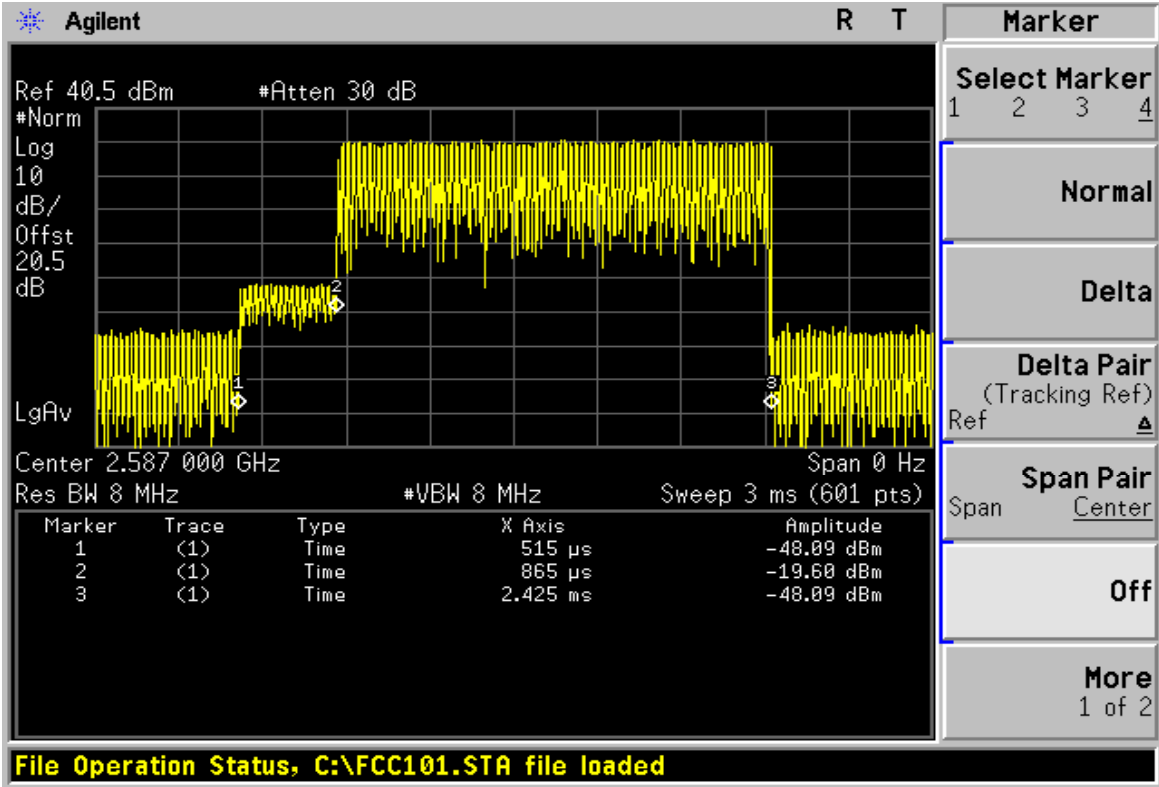 Agilent R T
Ref 40.5 dBm #Atten 30 dB
#Norm
Log
10
dB/
Offst
20.5
dB
LgAv
1
2
3
Center 2.587 000 GHz Span 0 Hz
Res BW 8 MHz #VBW 8 MHz Sweep 3 ms (601 pts)
Marker Trace Type X Axis Amplitude
1 (1) Time 515 µs -48.09 dBm
2 (1) Time 865 µs -19.60 dBm
3 (1) Time 2.425 ms -48.09 dBm
File Operation Status, C:\FCC101.STA file loaded
Marker
Select Marker
1 2 3 4
Normal
Delta
Delta Pair
(Tracking Ref)
Ref Δ
Span Pair
Span Center
Off
More
1 of 2